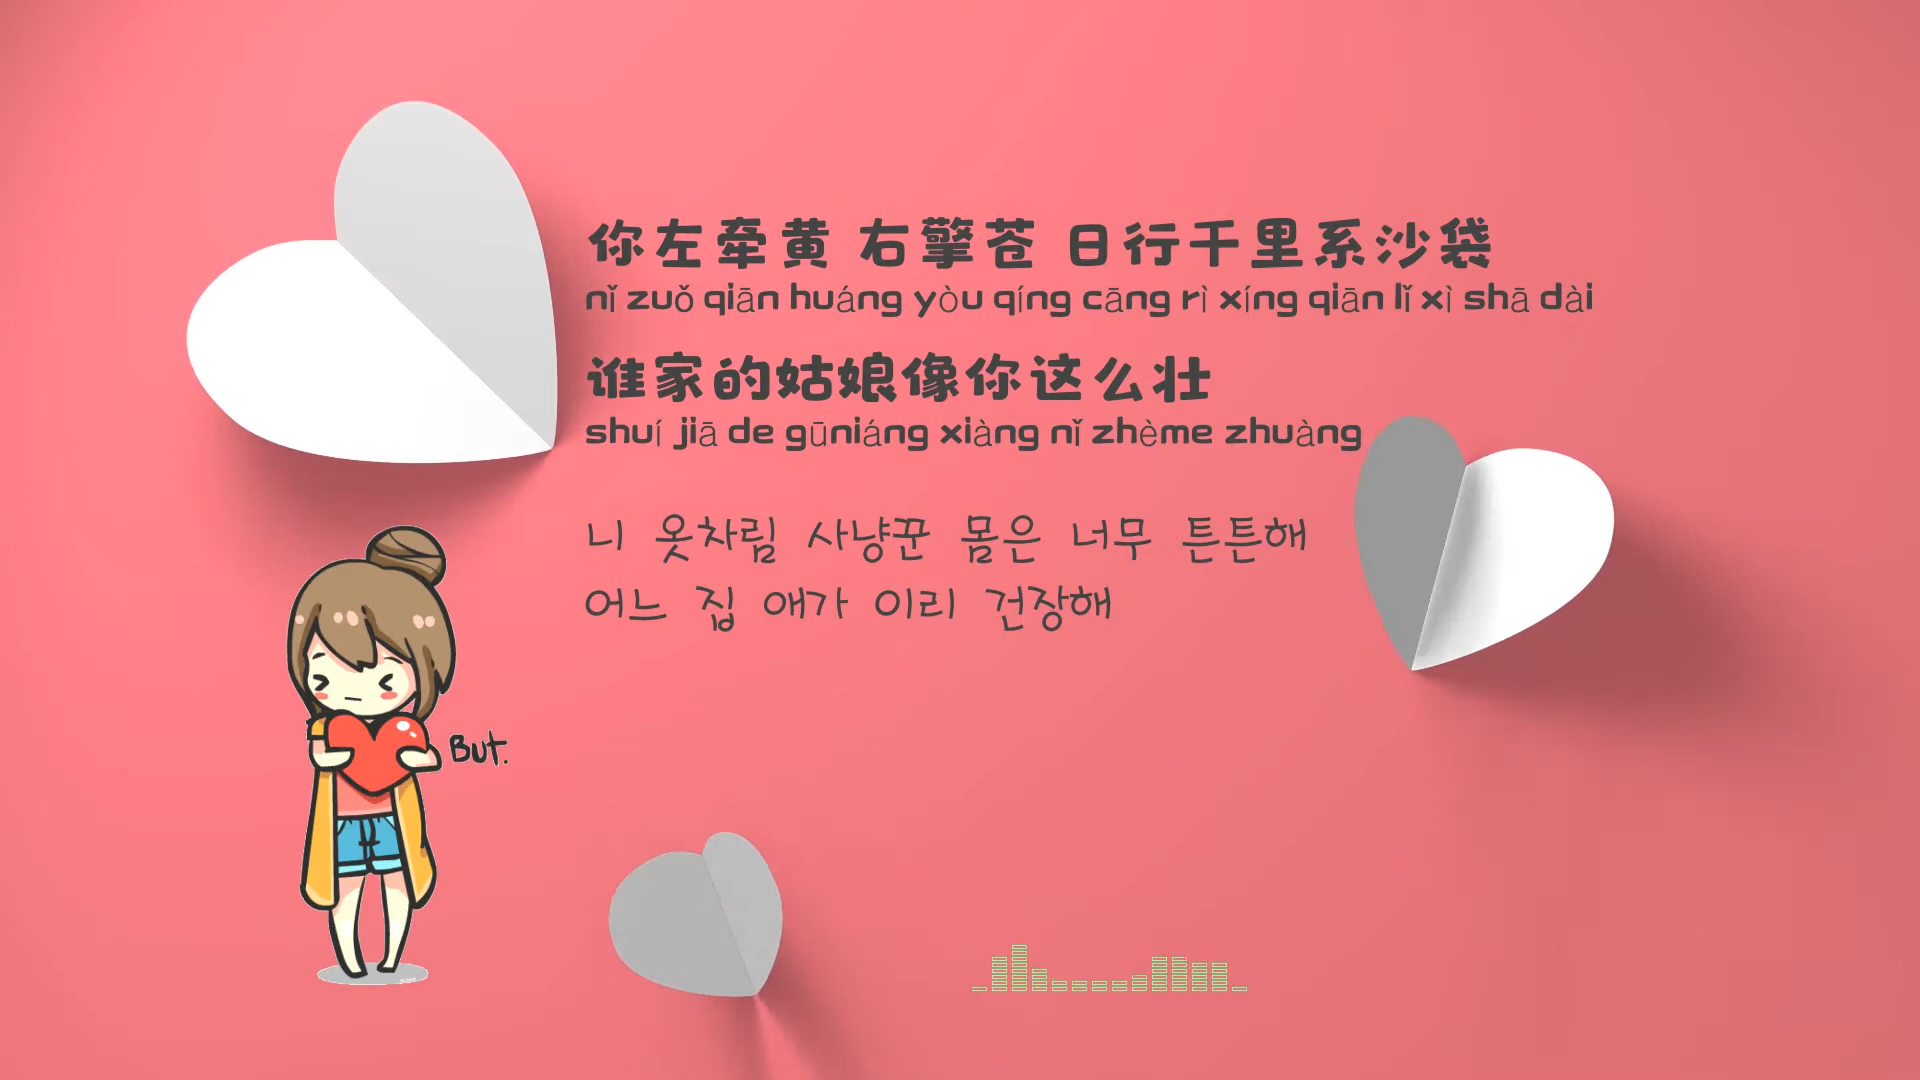 你左牵黄 右擎苍 日行千里系沙袋
nǐ zuǒ qiān huáng yòu qíng cāng rì xíng qiān lǐ xì shā dài
谁家的姑娘像你这么壮
shuí jiā de gūniáng xiàng nǐ zhème zhuàng
니 옷차림 사냥꾼 몸은 너무 튼튼해
어느 집 애가 이리 건장해
But.